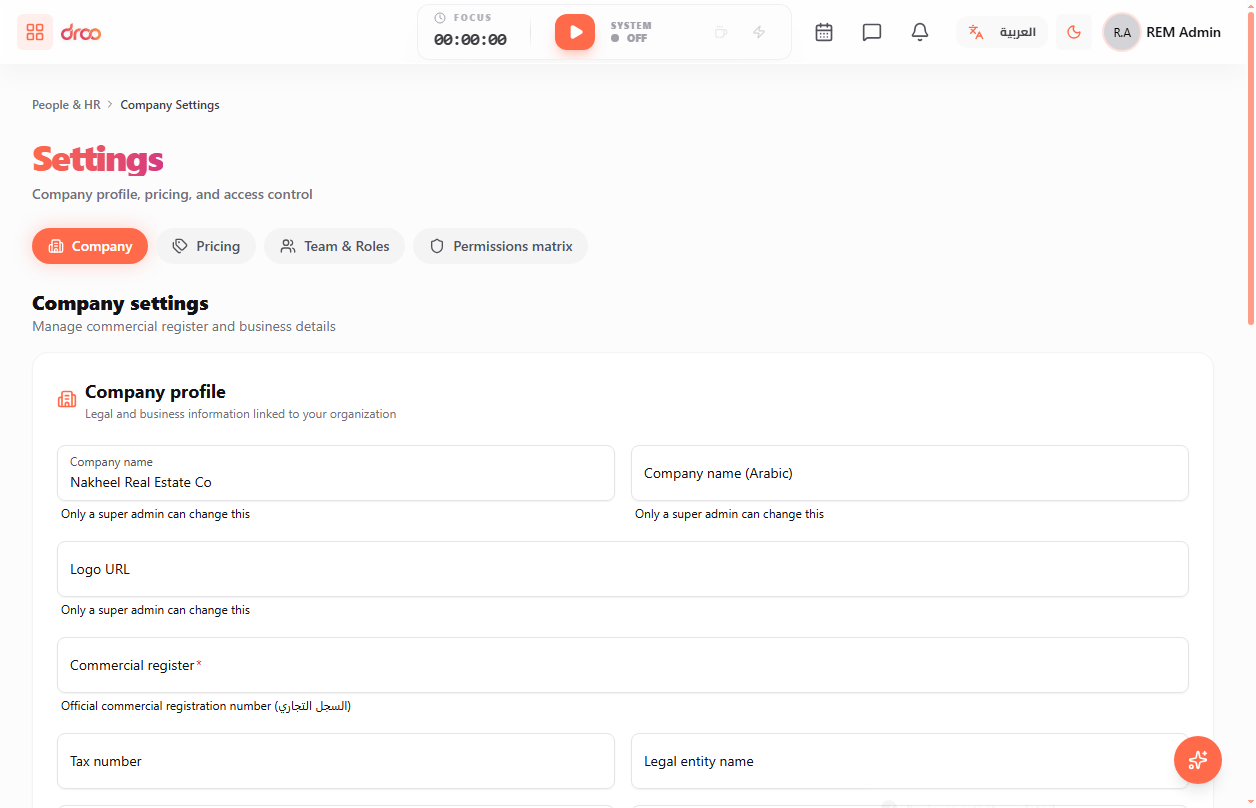 droo
FOCUS
00:00:00
SYSTEM
OFF
العربية
R.A
REM Admin
People & HR > Company Settings
Settings
Company profile, pricing, and access control
Company
Pricing
Team & Roles
Permissions matrix
Company settings
Manage commercial register and business details
Company profile
Legal and business information linked to your organization
Company name
Nakheel Real Estate Co
Only a super admin can change this
Company name (Arabic)
Only a super admin can change this
Logo URL
Only a super admin can change this
Commercial register*
Official commercial registration number (السجل التجاري)
Tax number
Legal entity name